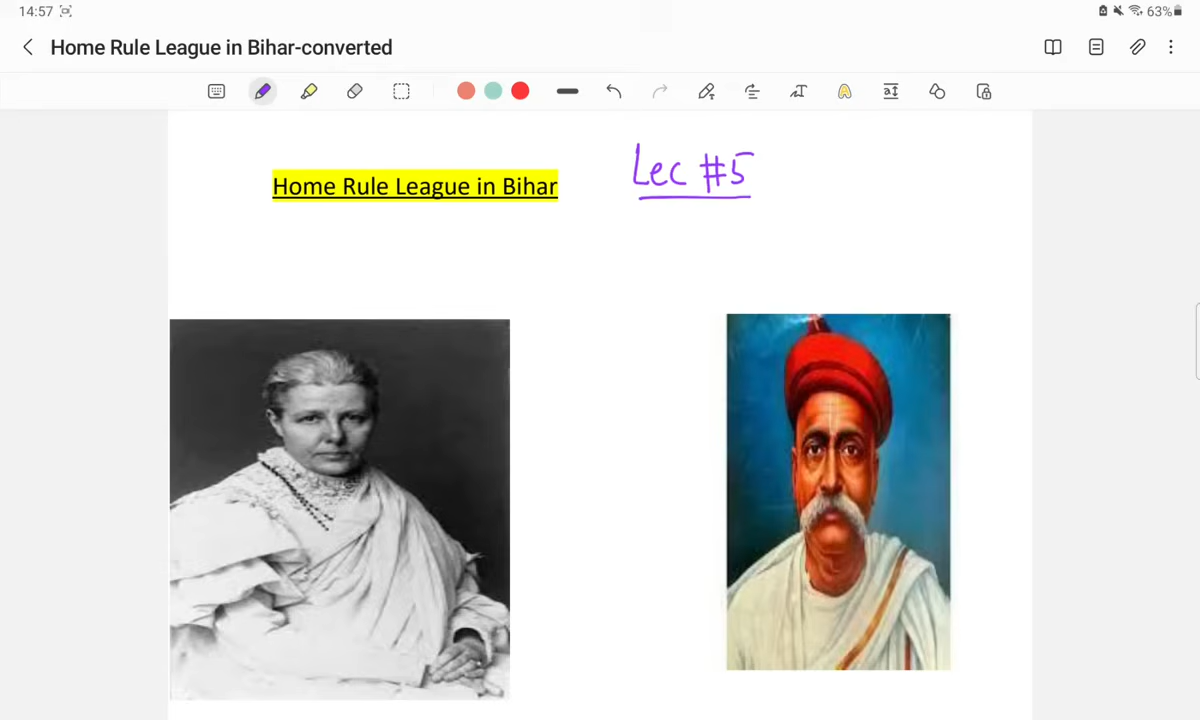 14:57
63%
Home Rule League in Bihar-converted
Home Rule League in Bihar
Lec #5